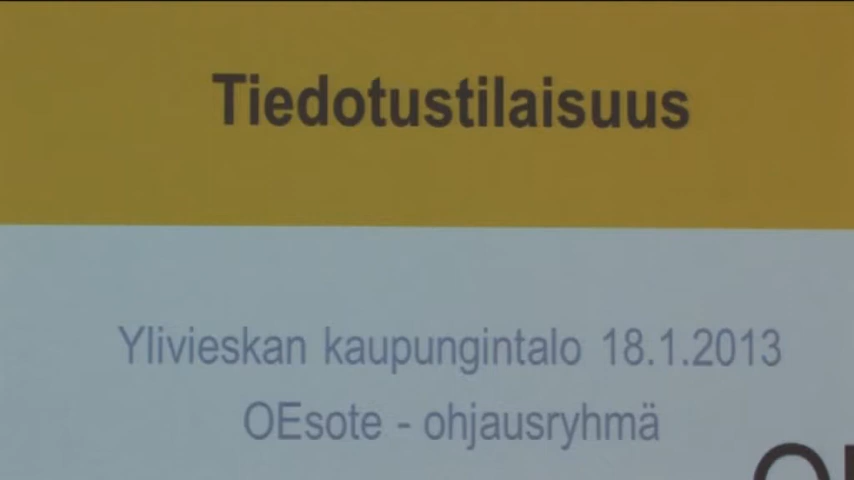 Tiedotustilaisuus
Ylivieskan kaupungintalo 18.1.2013
OEsote - ohjausryhmä